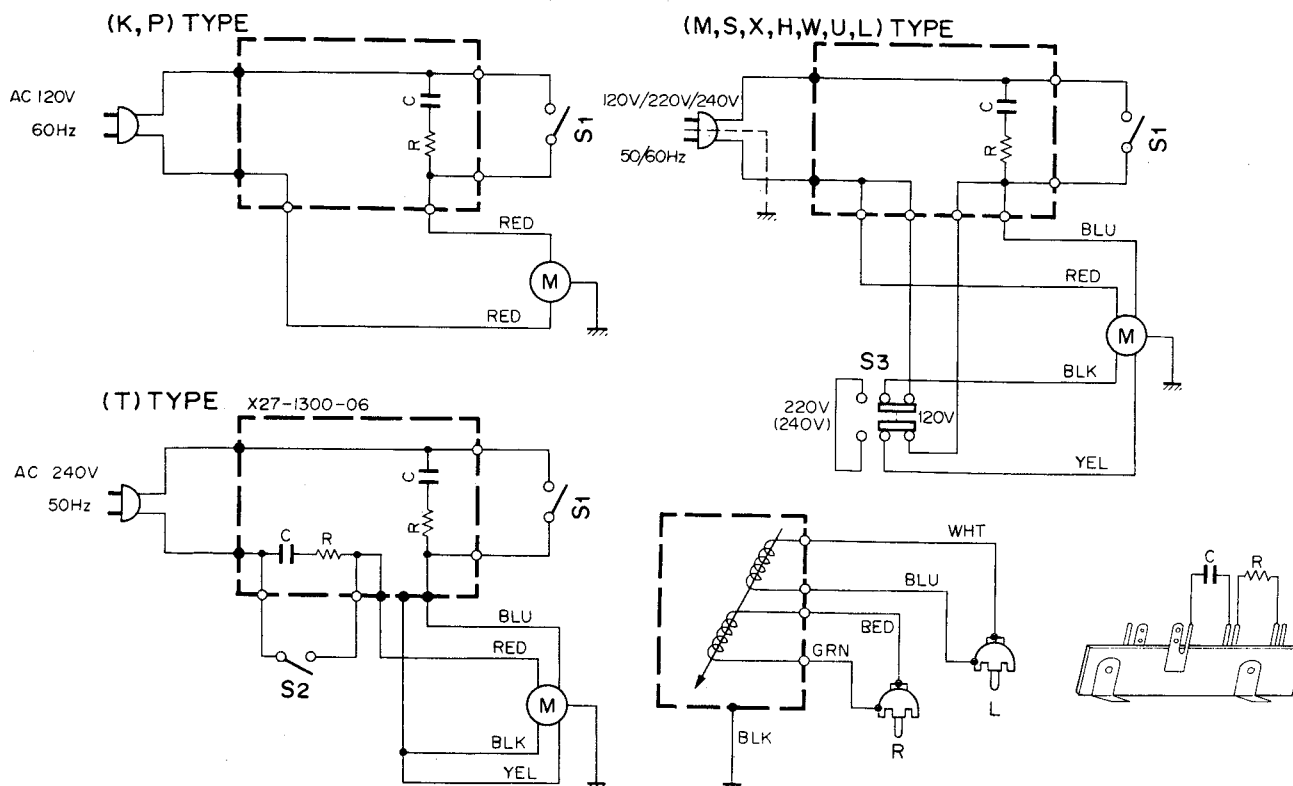 (K,P) TYPE
AC 120V
60Hz
C
R
S1
RED
M
RED
(M,S,X,H,W,U,L) TYPE
120V/220V/240V
50/60Hz
C
R
S1
BLU
RED
M
S3
BLK
220V
(240V)
120V
YEL
(T) TYPE X27-1300-06
AC 240V
50Hz
C
R
S1
C
R
BLU
RED
S2
M
BLK
YEL
WHT
BLU
RED
GRN
L
R
BLK
C R